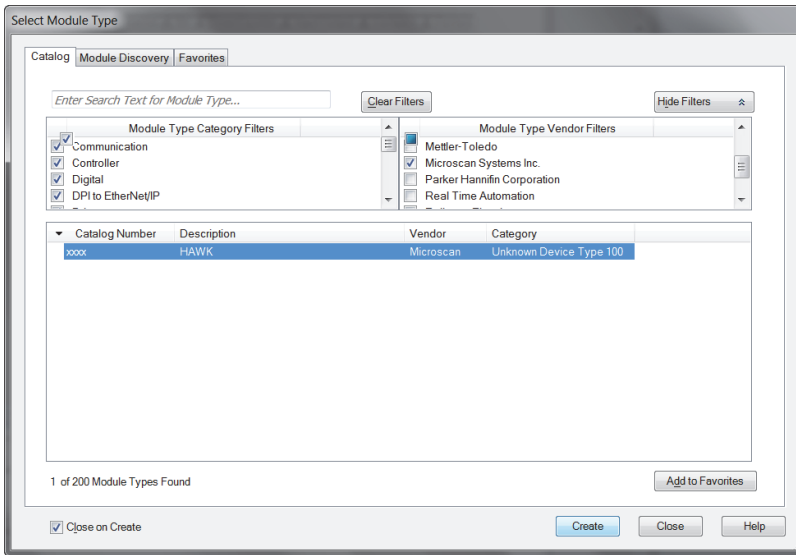 Select Module Type
Catalog Module Discovery Favorites
Enter Search Text for Module Type...
Clear Filters
Hide Filters
Module Type Category Filters
Communication
Controller
Digital
DPI to EtherNet/IP
Module Type Vendor Filters
Mettler-Toledo
Microscan Systems Inc.
Parker Hannifin Corporation
Real Time Automation
Catalog Number Description Vendor Category
xxxx HAWK Microscan Unknown Device Type 100
1 of 200 Module Types Found
Add to Favorites
Close on Create
Create Close Help